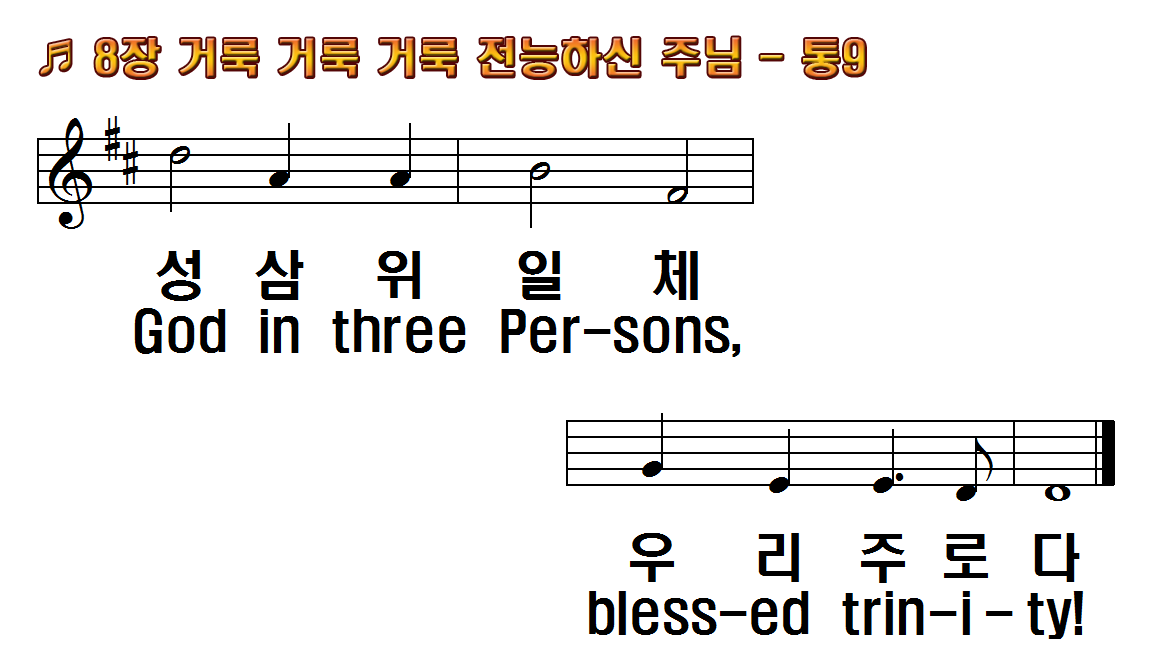 ♬ 8장 거룩 거룩 거룩 전능하신 주님 - 통9
성 삼 위 일 체
God in three Per-sons,
우 리 주 로 다
bless-ed trin-i-ty!